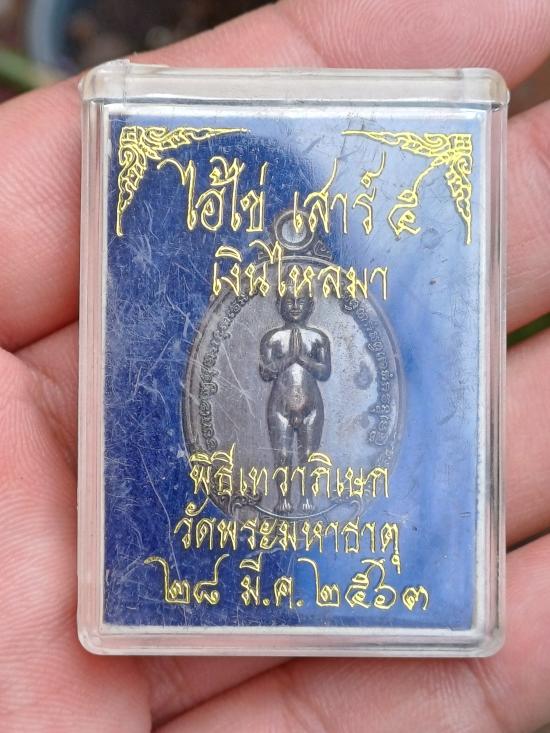 ไอ้ไข่ เสาร์ ๕
เงินไหลมา
พิธีเทวาภิเษก
วัดพระมหาธาตุ
๒๘ มี.ค.๒๕๖๓